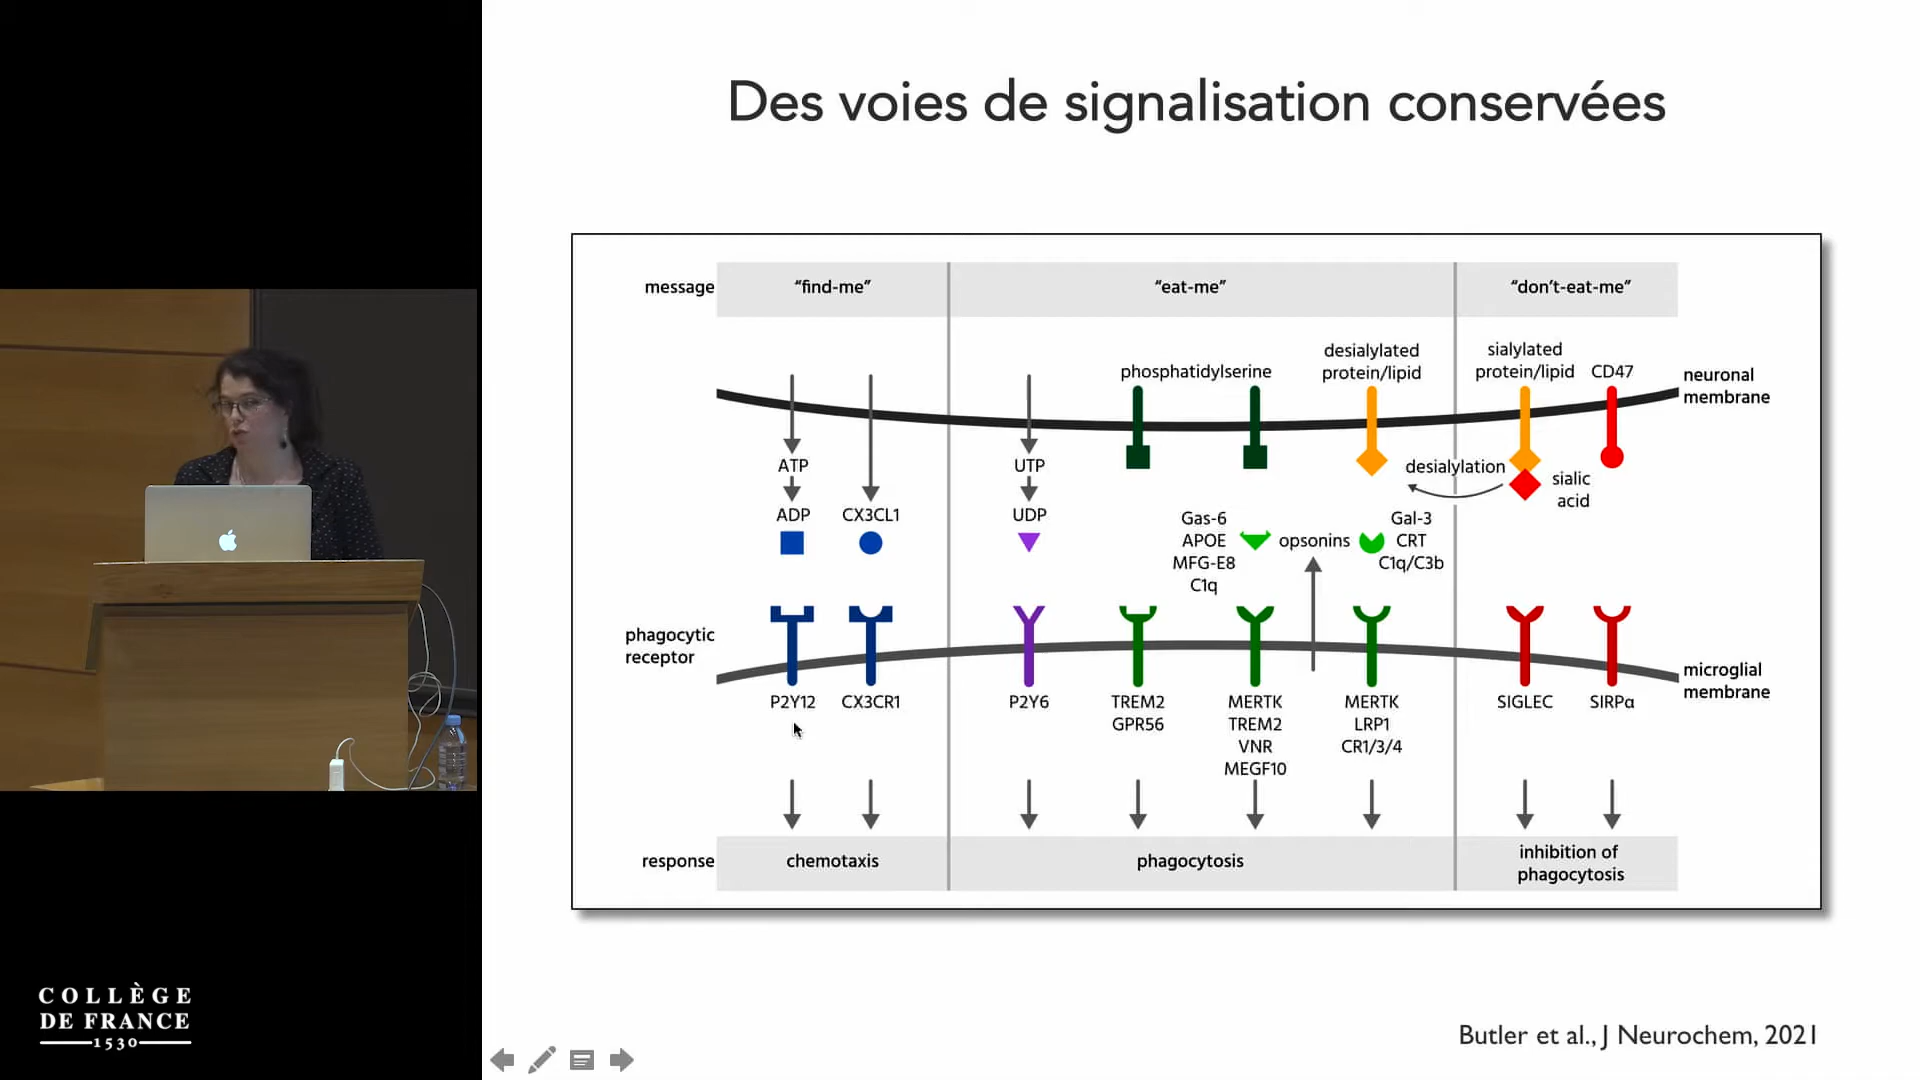 Des voies de signalisation conservées
message
“find-me”
“eat-me”
“don’t-eat-me”
phosphatidylserine
desialylated
protein/lipid
sialylated
protein/lipid
CD47
neuronal
membrane
ATP
ADP
CX3CL1
UTP
UDP
desialylation
sialic
acid
Gas-6
APOE
MFG-E8
C1q
opsonins
Gal-3
CRT
C1q/C3b
phagocytic
receptor
microglial
membrane
P2Y12
CX3CR1
P2Y6
TREM2
GPR56
MERTK
TREM2
VNR
MEGF10
MERTK
LRP1
CR1/3/4
SIGLEC
SIRPα
response
chemotaxis
phagocytosis
inhibition of
phagocytosis
Butler et al., J Neurochem, 2021
COLLÈGE
DE FRANCE
1530